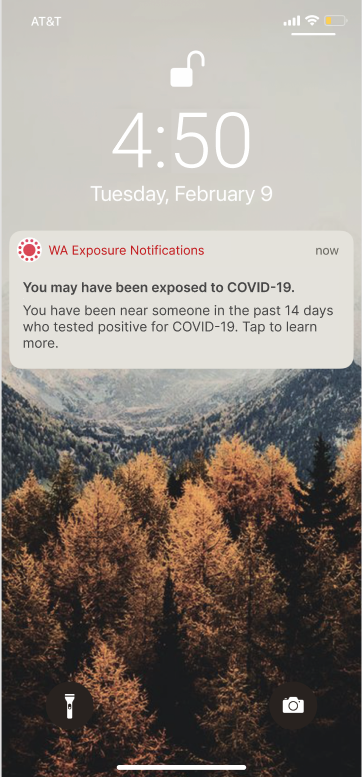 AT&T
4:50
Tuesday, February 9
WA Exposure Notifications now
You may have been exposed to COVID-19.
You have been near someone in the past 14 days
who tested positive for COVID-19. Tap to learn
more.